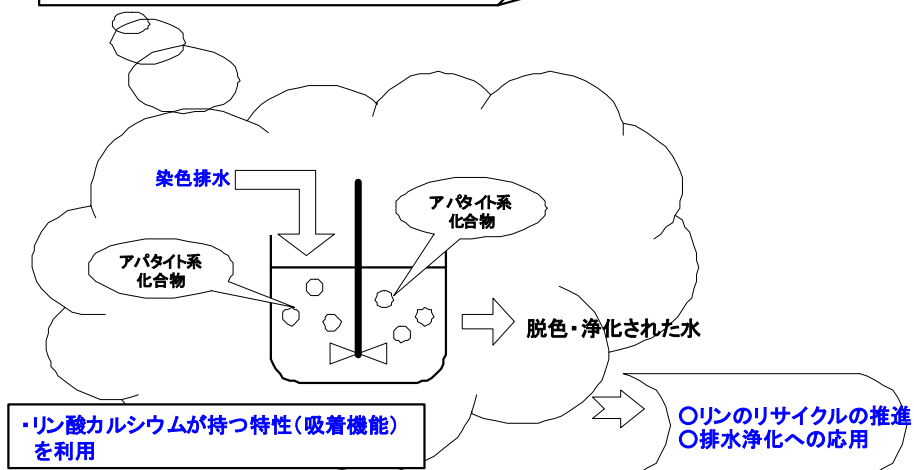 染色排水
アパタイト系
化合物
アパタイト系
化合物
脱色・浄化された水
・リン酸カルシウムが持つ特性（吸着機能）
を利用
○リンのリサイクルの推進
○排水浄化への応用